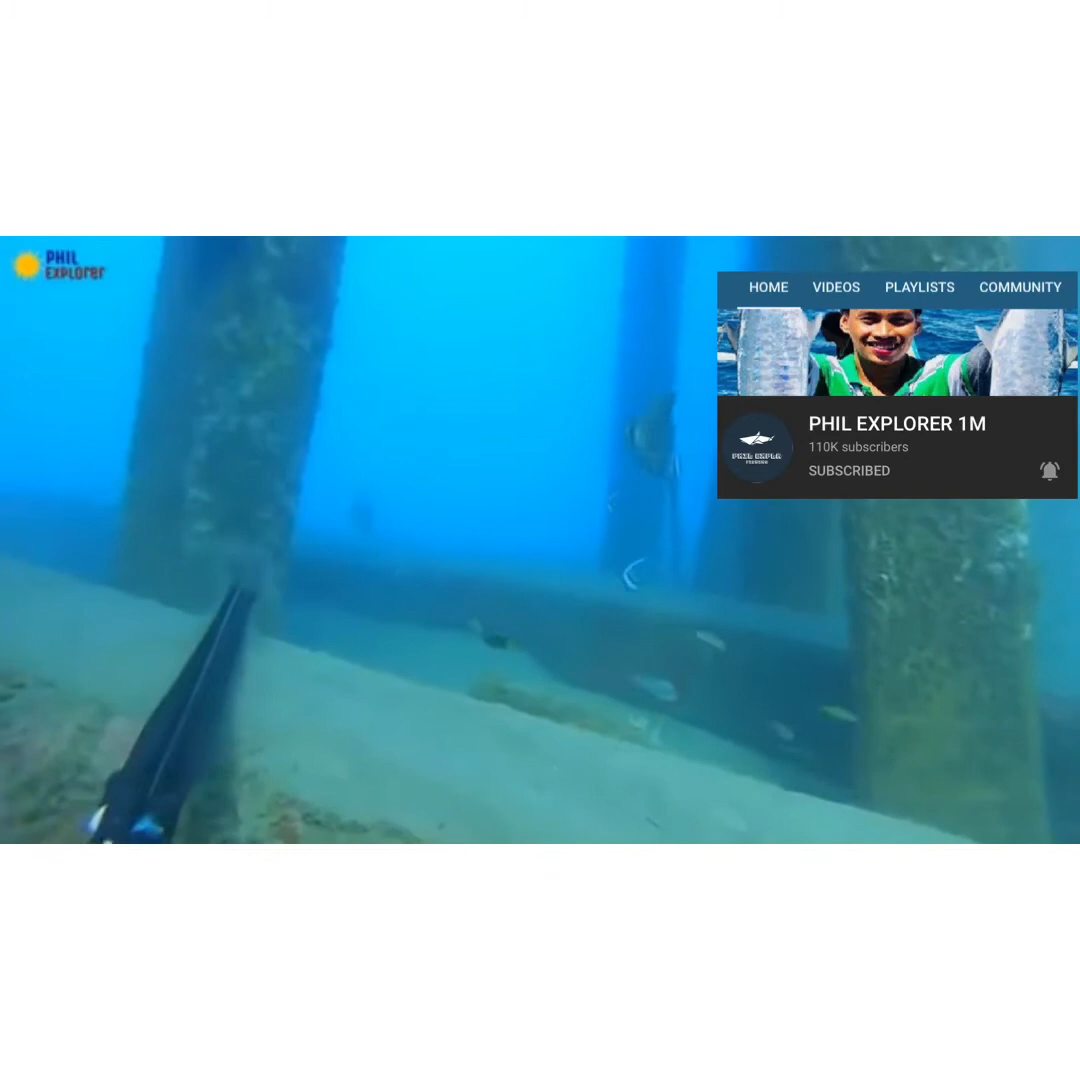 PHIL
EXPLORER
HOME VIDEOS PLAYLISTS COMMUNITY
PHIL EXPLORER 1M
110K subscribers
SUBSCRIBED